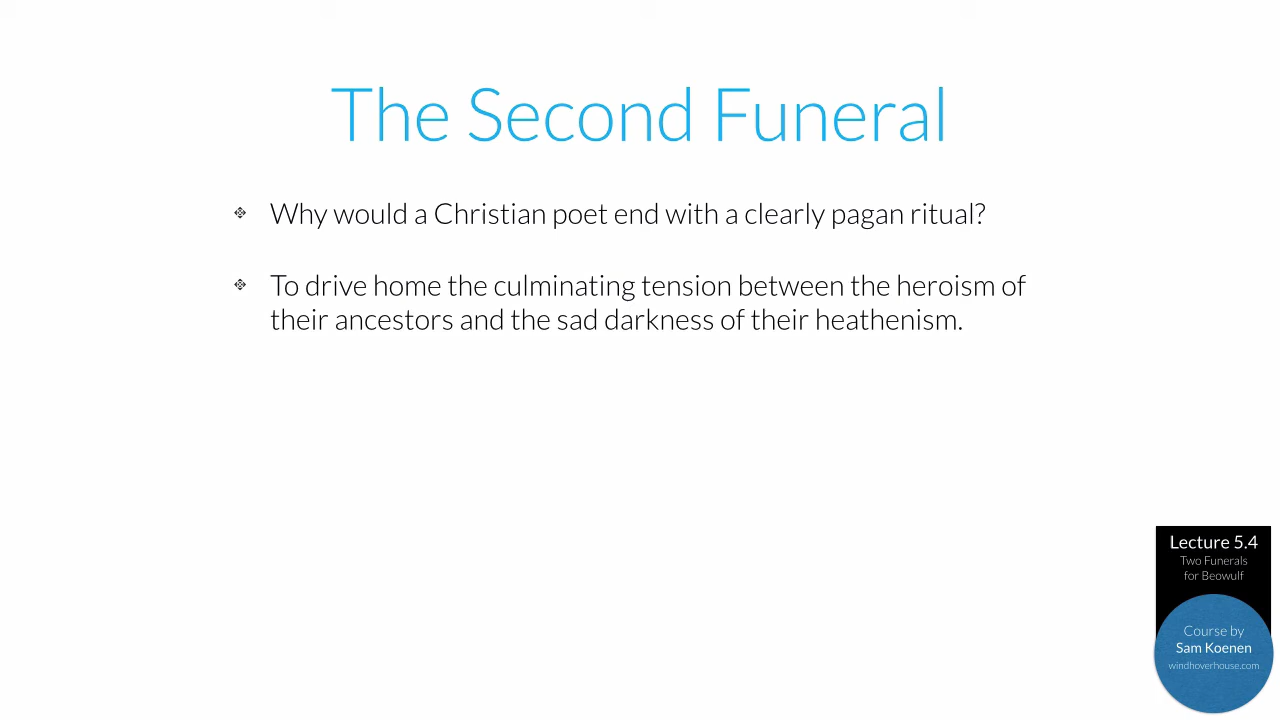 The Second Funeral
Why would a Christian poet end with a clearly pagan ritual?
To drive home the culminating tension between the heroism of
their ancestors and the sad darkness of their heathenism.
Lecture 5.4
Two Funerals
for Beowulf
Course by
Sam Koenen
windhoverhouse.com